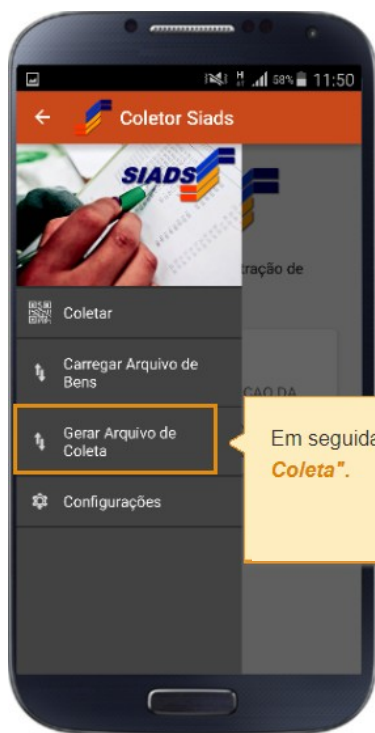 58% 11:50
Coletor Siads
SIADS
tração de
Coletar
Carregar Arquivo de
Bens
CAO DA
Gerar Arquivo de
Coleta
Em seguida
Coleta".
Configurações